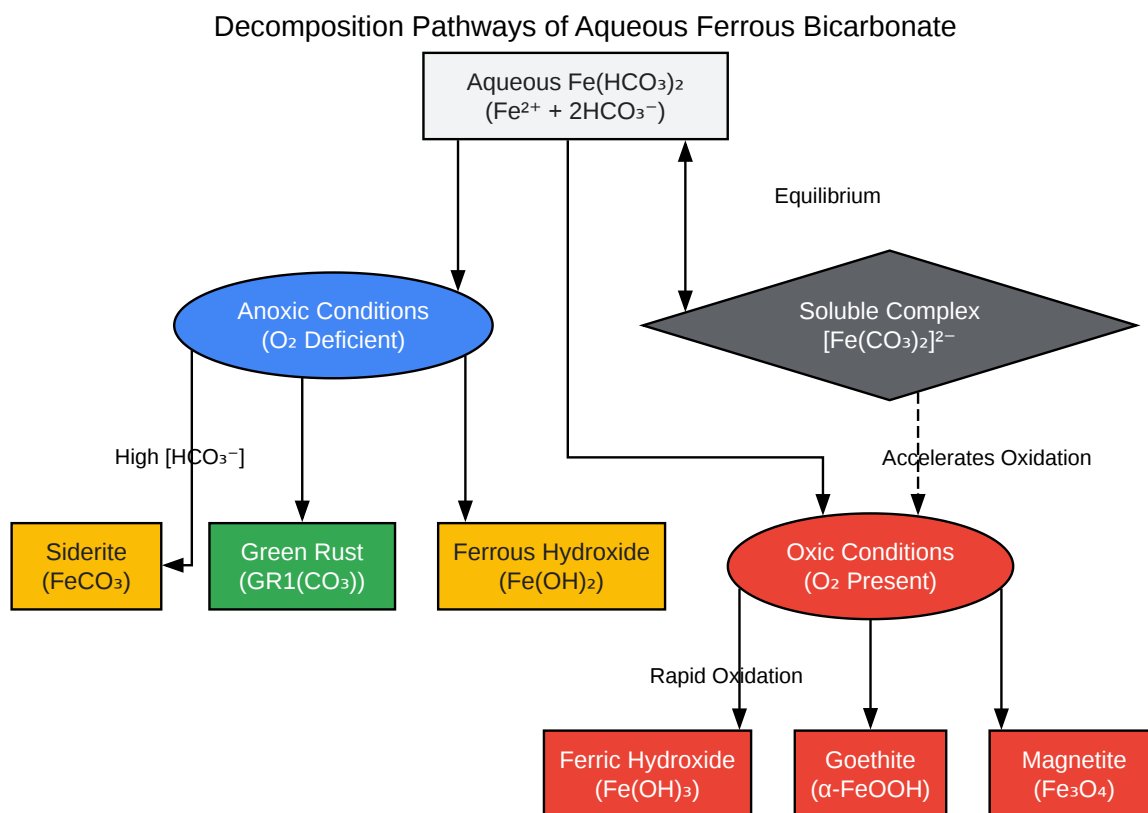 Decomposition Pathways of Aqueous Ferrous Bicarbonate
Aqueous Fe(HCO₃)₂
(Fe²⁺ + 2HCO₃⁻)
Equilibrium
Anoxic Conditions
(O₂ Deficient)
Soluble Complex
[Fe(CO₃)₂]²⁻
High [HCO₃⁻]
Accelerates Oxidation
Siderite
(FeCO₃)
Green Rust
(GR1(CO₃))
Ferrous Hydroxide
(Fe(OH)₂)
Oxic Conditions
(O₂ Present)
Rapid Oxidation
Ferric Hydroxide
(Fe(OH)₃)
Goethite
(α-FeOOH)
Magnetite
(Fe₃O₄)